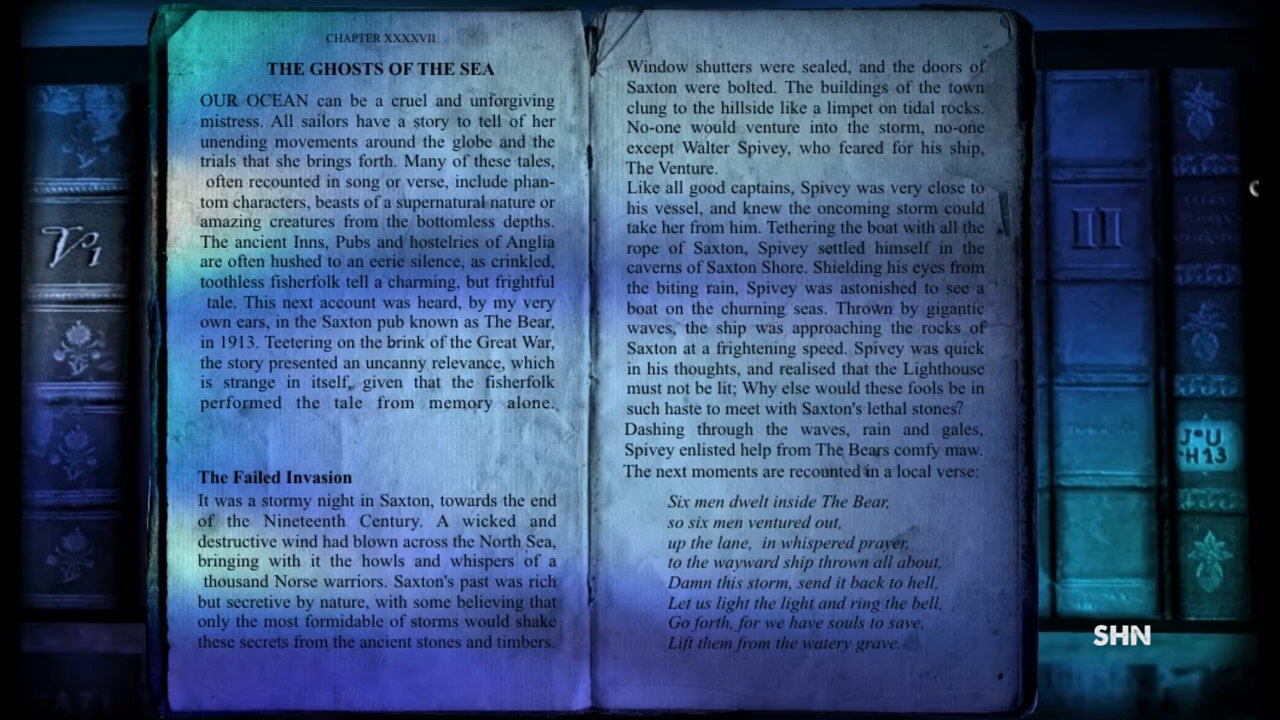 CHAPTER XXXXVII
THE GHOSTS OF THE SEA
OUR OCEAN can be a cruel and unforgiving
mistress. All sailors have a story to tell of her
unending movements around the globe and the
trials that she brings forth. Many of these tales,
often recounted in song or verse, include phan-
tom characters, beasts of a supernatural nature or
amazing creatures from the bottomless depths.
The ancient Inns, Pubs and hostelries of Anglia
are often hushed to an eerie silence, as crinkled,
toothless fisherfolk tell a charming, but frightful
tale. This next account was heard, by my very
own ears, in the Saxton pub known as The Bear,
in 1913. Teetering on the brink of the Great War,
the story presented an uncanny relevance, which
is strange in itself, given that the fisherfolk
performed the tale from memory alone.
The Failed Invasion
It was a stormy night in Saxton, towards the end
of the Nineteenth Century. A wicked and
destructive wind had blown across the North Sea,
bringing with it the howls and whispers of a
thousand Norse warriors. Saxton's past was rich
but secretive by nature, with some believing that
only the most formidable of storms would shake
these secrets from the ancient stones and timbers.
Window shutters were sealed, and the doors of
Saxton were bolted. The buildings of the town
clung to the hillside like a limpet on tidal rocks.
No-one would venture into the storm, no-one
except Walter Spivey, who feared for his ship,
The Venture.
Like all good captains, Spivey was very close to
his vessel, and knew the oncoming storm could
take her from him. Tethering the boat with all the
rope of Saxton, Spivey settled himself in the
caverns of Saxton Shore. Shielding his eyes from
the biting rain, Spivey was astonished to see a
boat on the churning seas. Thrown by gigantic
waves, the ship was approaching the rocks of
Saxton at a frightening speed. Spivey was quick
in his thoughts, and realised that the Lighthouse
must not be lit; Why else would these fools be in
such haste to meet with Saxton's lethal stones?
Dashing through the waves, rain and gales,
Spivey enlisted help from The Bears comfy maw.
The next moments are recounted in a local verse:
Six men dwelt inside The Bear,
so six men ventured out,
up the lane, in whispered prayer,
to the wayward ship thrown all about,
Damn this storm, send it back to hell,
Let us light the light and ring the bell,
Go forth, for we have souls to save,
Lift them from the watery grave.
II
J*U
*H13
SHN